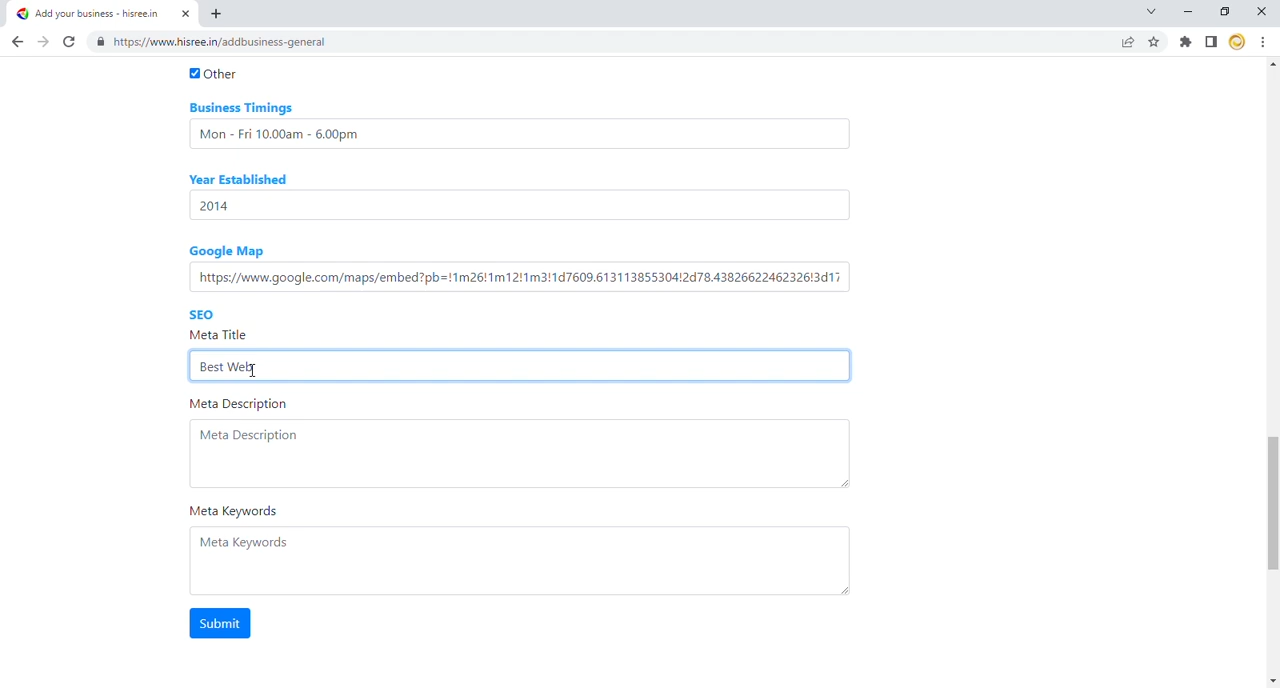 Add your business - hisree.in
https://www.hisree.in/addbusiness-general
Other
Business Timings
Mon - Fri 10.00am - 6.00pm
Year Established
2014
Google Map
https://www.google.com/maps/embed?pb=!1m26!1m12!1m3!1d7609.613113855304!2d78.43826622462326!3d17
SEO
Meta Title
Best Web
Meta Description
Meta Description
Meta Keywords
Meta Keywords
Submit